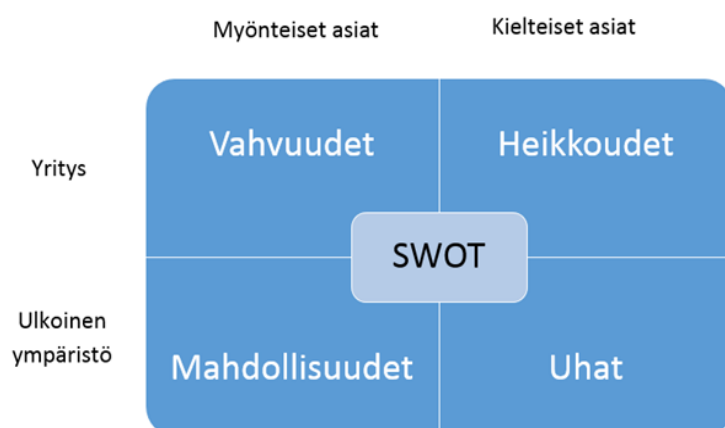 Myönteiset asiat
Kielteiset asiat
Yritys
Vahvuudet
Heikkoudet
SWOT
Ulkoinen
ympäristö
Mahdollisuudet
Uhat